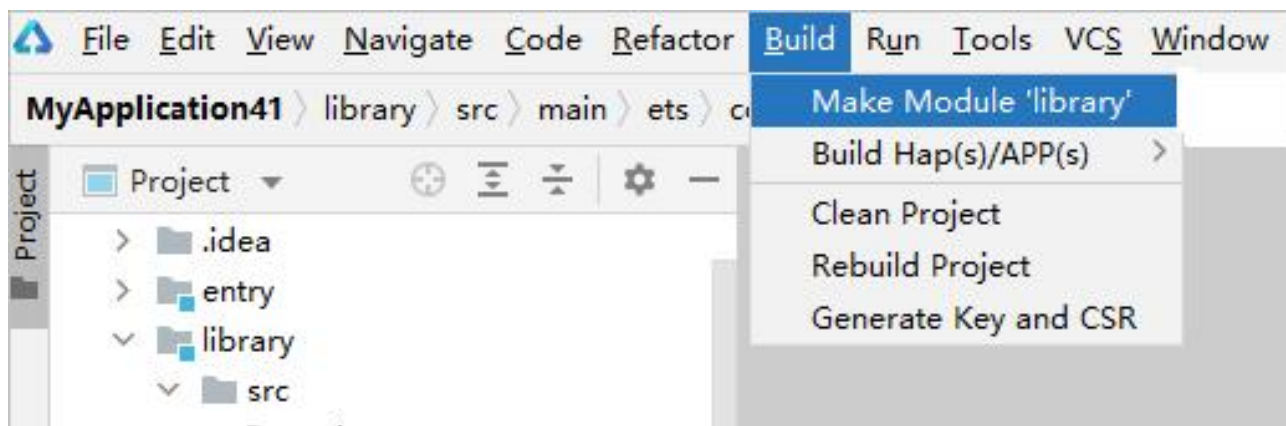 File Edit View Navigate Code Refactor Build Run Tools VCS Window
MyApplication41 library src main ets
Make Module 'library'
Build Hap(s)/APP(s)
Clean Project
Rebuild Project
Generate Key and CSR
Project
Project
.idea
entry
library
src